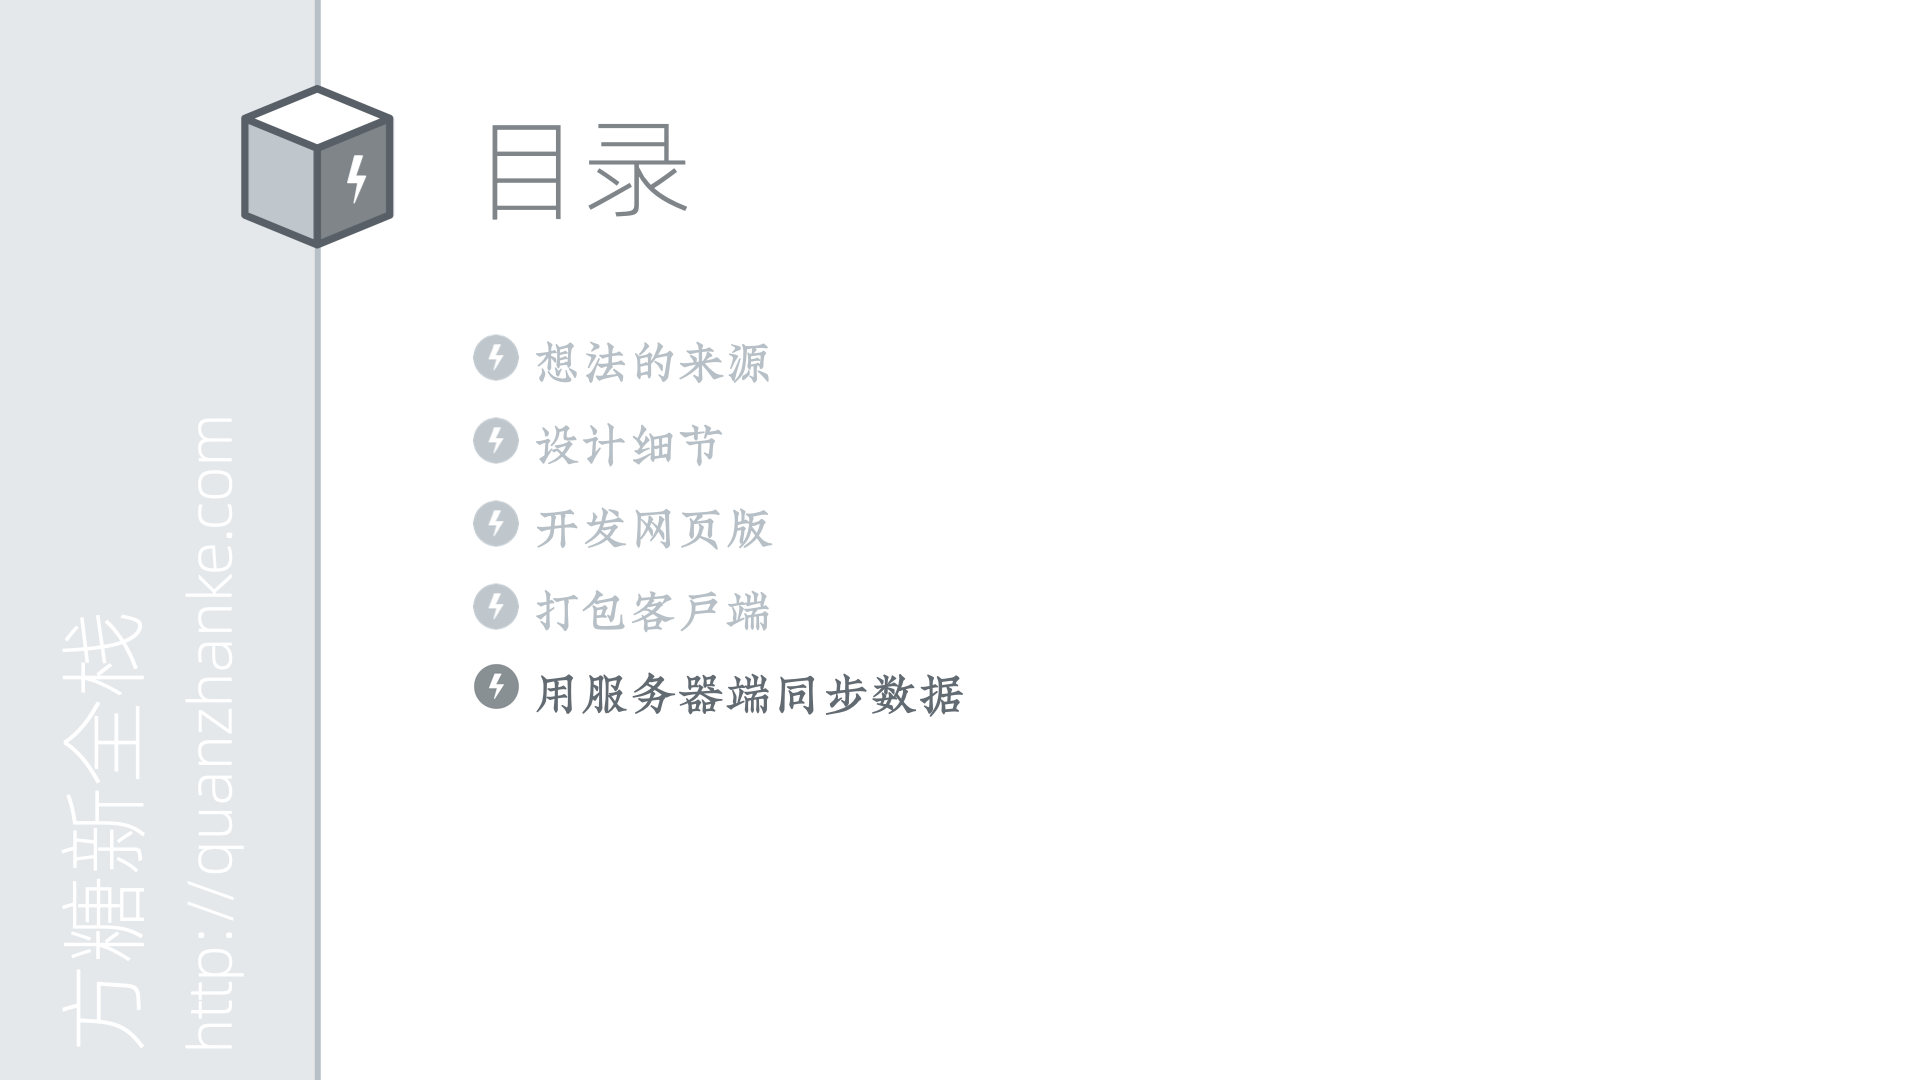 目录
想法的来源
设计细节
开发网页版
打包客户端
用服务器端同步数据
方糖新全栈
http://quanzhanke.com